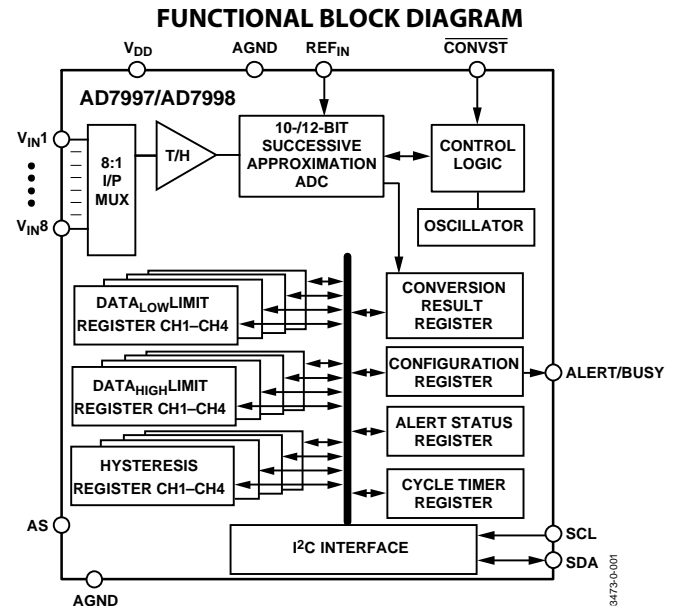 FUNCTIONAL BLOCK DIAGRAM
VDD
AGND
REFIN
CONVST
AD7997/AD7998
VIN1
VIN8
8:1
I/P
MUX
T/H
10-/12-BIT
SUCCESSIVE
APPROXIMATION
ADC
CONTROL
LOGIC
OSCILLATOR
DATALOWLIMIT
REGISTER CH1–CH4
CONVERSION
RESULT
REGISTER
DATAHIGHLIMIT
REGISTER CH1–CH4
CONFIGURATION
REGISTER
ALERT/BUSY
ALERT STATUS
REGISTER
HYSTERESIS
REGISTER CH1–CH4
CYCLE TIMER
REGISTER
AS
I2C INTERFACE
SCL
SDA
AGND
3473-0-001